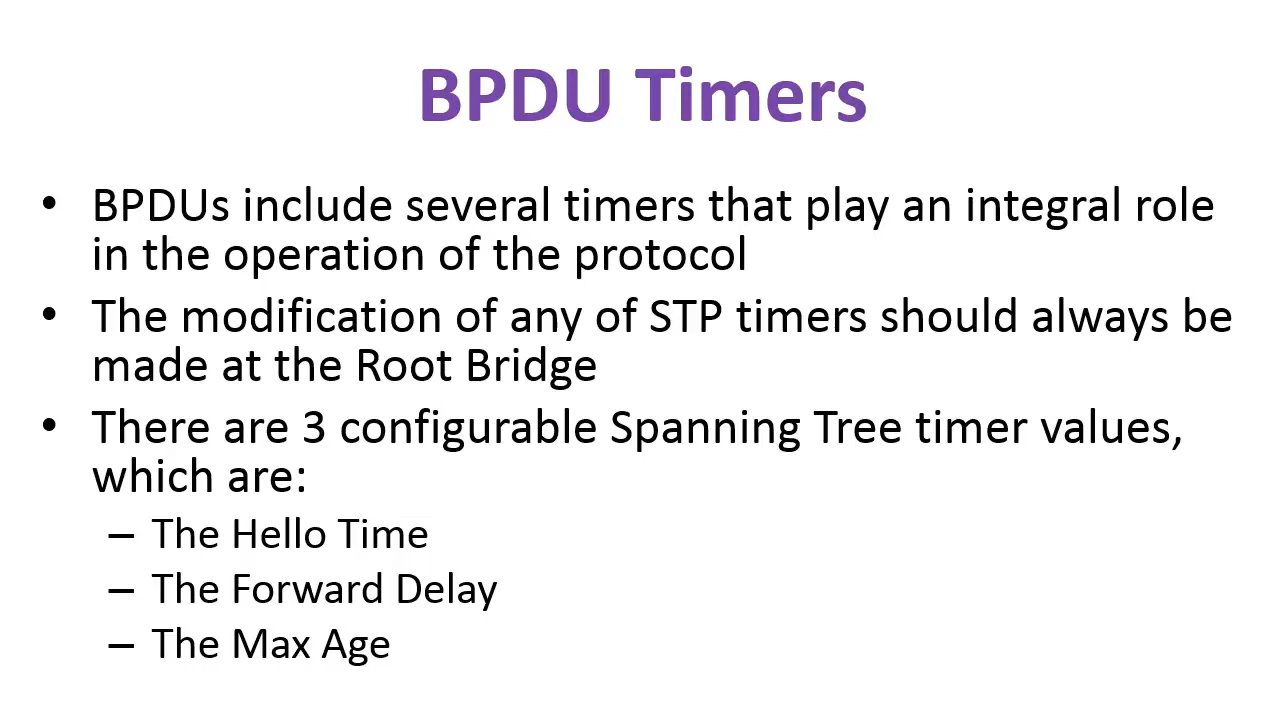 BPDU Timers
• BPDUs include several timers that play an integral role
in the operation of the protocol
• The modification of any of STP timers should always be
made at the Root Bridge
• There are 3 configurable Spanning Tree timer values,
which are:
– The Hello Time
– The Forward Delay
– The Max Age